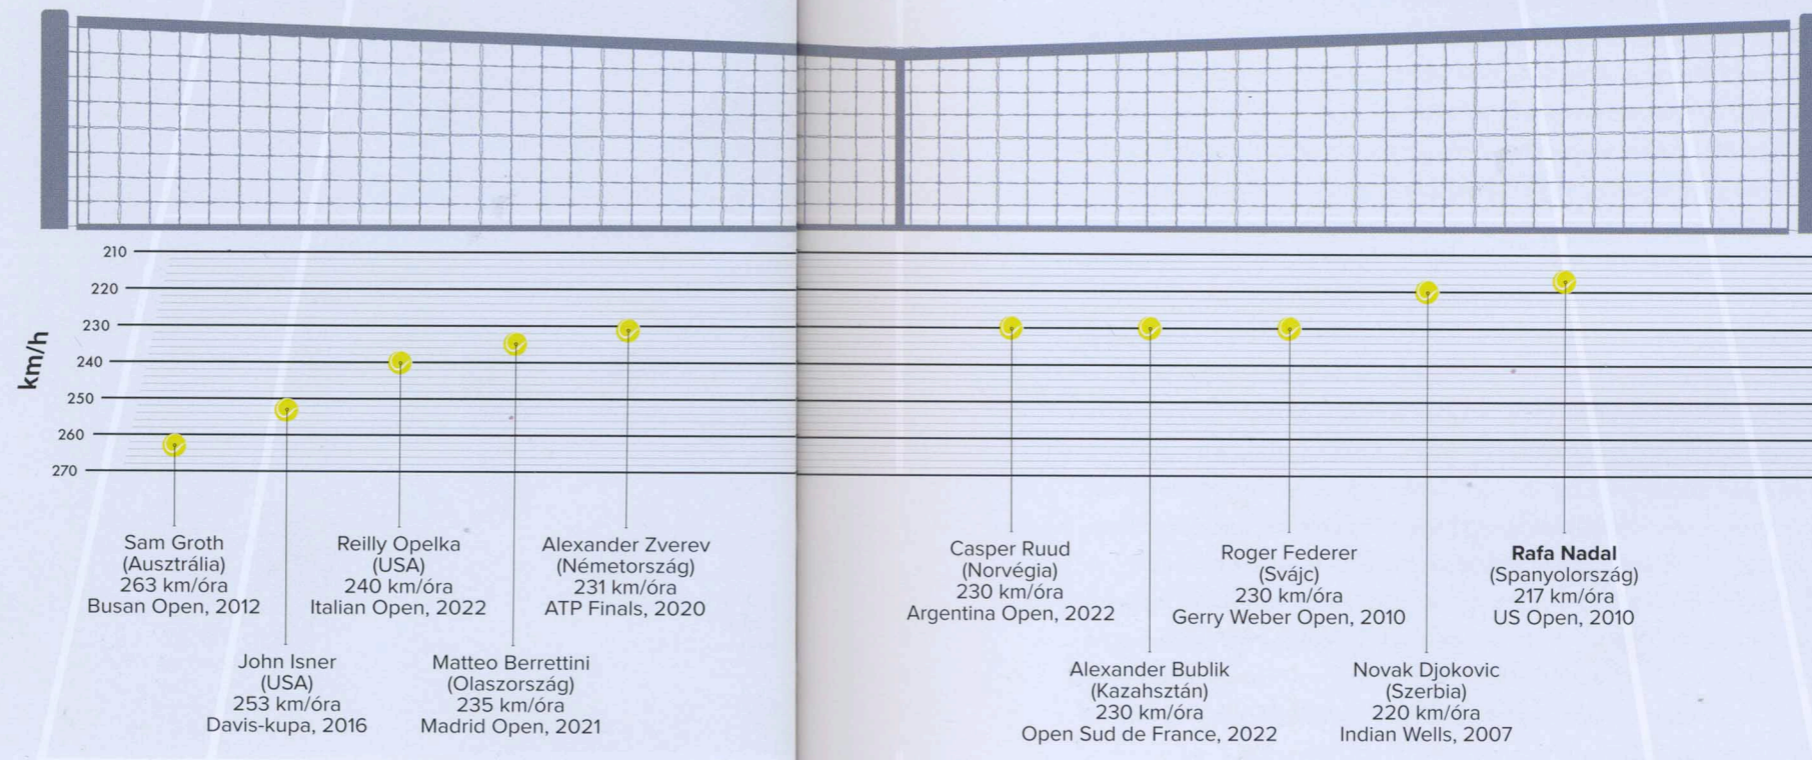 210
220
230
240
250
260
270
km/h
Sam Groth
(Ausztrália)
263 km/óra
Busan Open, 2012
John Isner
(USA)
253 km/óra
Davis-kupa, 2016
Reilly Opelka
(USA)
240 km/óra
Italian Open, 2022
Matteo Berrettini
(Olaszország)
235 km/óra
Madrid Open, 2021
Alexander Zverev
(Németország)
231 km/óra
ATP Finals, 2020
Casper Ruud
(Norvégia)
230 km/óra
Argentina Open, 2022
Alexander Bublik
(Kazahsztán)
230 km/óra
Open Sud de France, 2022
Roger Federer
(Svájc)
230 km/óra
Gerry Weber Open, 2010
Novak Djokovic
(Szerbia)
220 km/óra
Indian Wells, 2007
Rafa Nadal
(Spanyolország)
217 km/óra
US Open, 2010